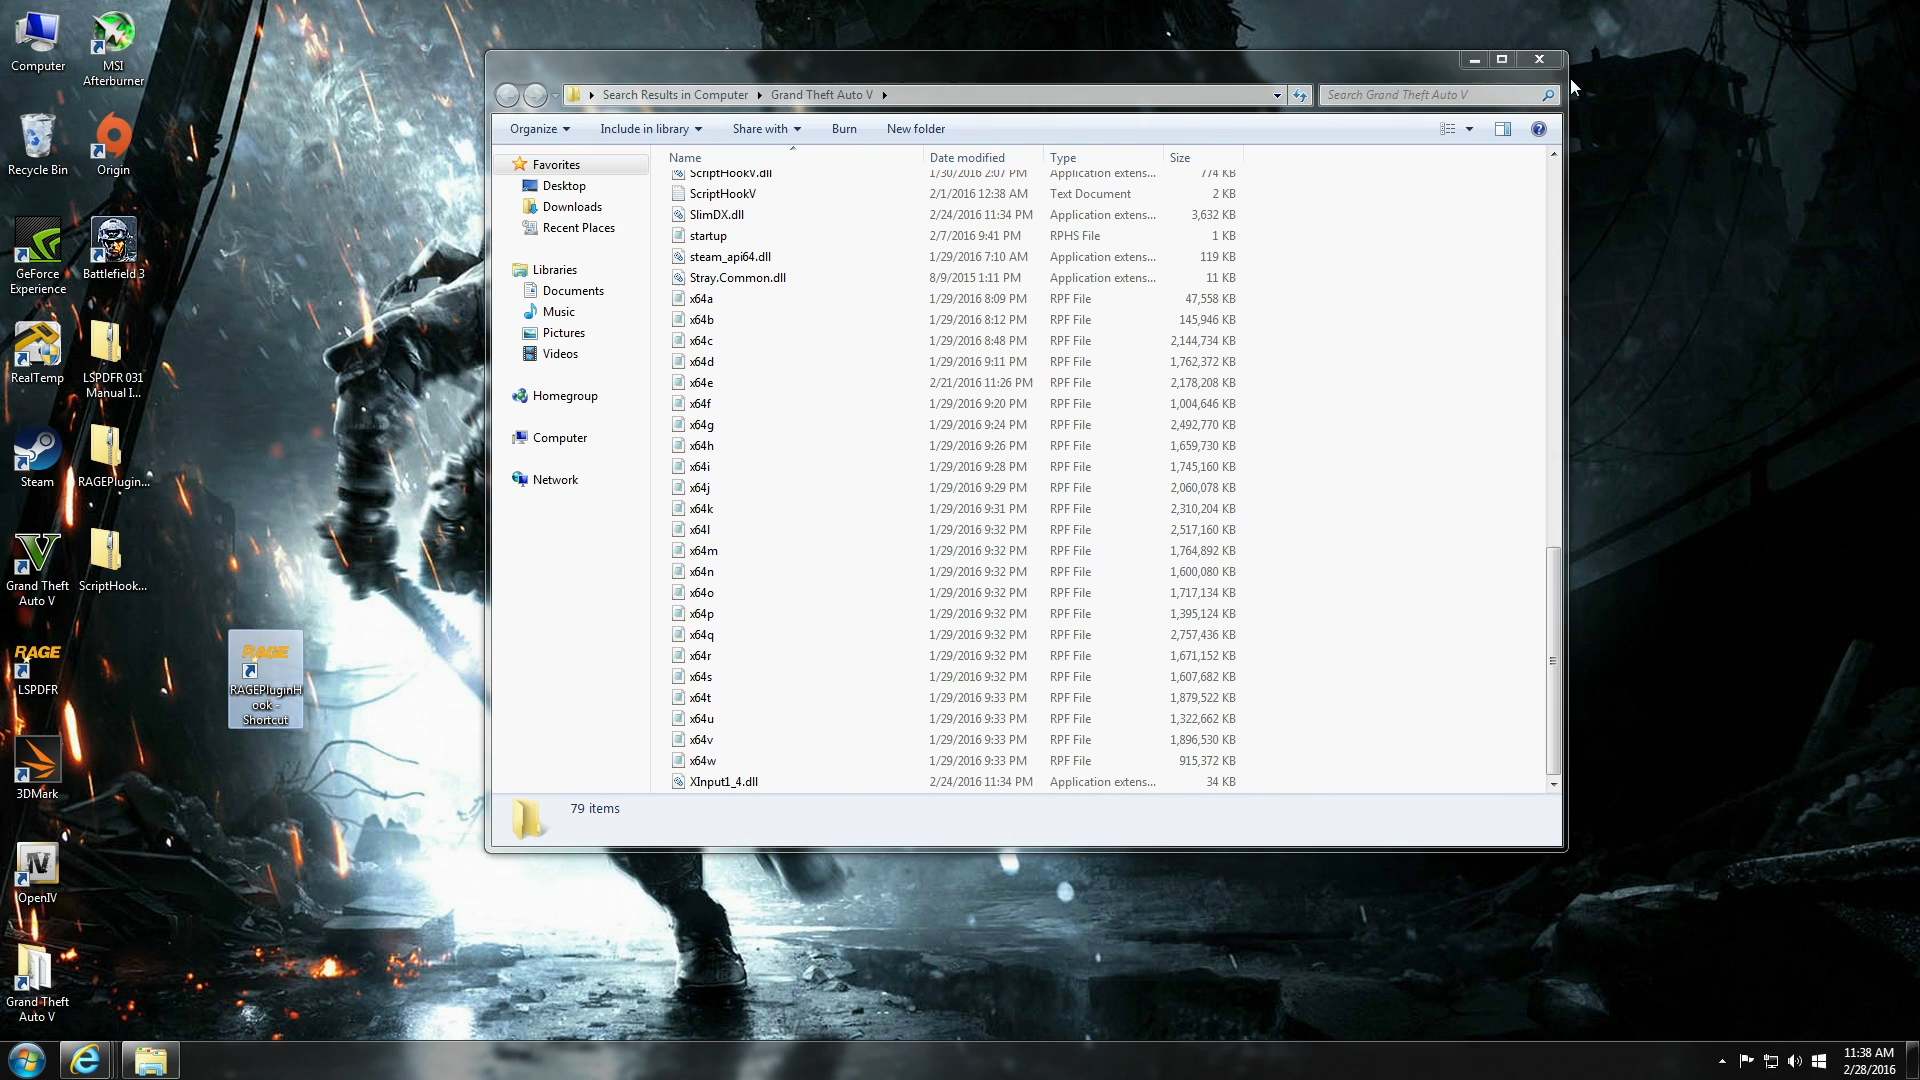 Computer
MSI
Afterburner
Recycle Bin
Origin
GeForce
Experience
Battlefield 3
RealTemp
LSPDFR 031
Manual I...
Steam
RAGEPlugin...
Grand Theft
Auto V
ScriptHook...
RAGE
LSPDFR
RAGE
RAGEPluginH
ook -
Shortcut
3DMark
IV
OpenIV
Grand Theft
Auto V
Search Results in Computer
Grand Theft Auto V
Search Grand Theft Auto V
Organize
Include in library
Share with
Burn
New folder
Favorites
Desktop
Downloads
Recent Places
Libraries
Documents
Music
Pictures
Videos
Homegroup
Computer
Network
Name Date modified Type Size
ScriptHookV.dll 1/30/2016 2:07 PM Application extens... 774 KB
ScriptHookV 2/1/2016 12:38 AM Text Document 2 KB
SlimDX.dll 2/24/2016 11:34 PM Application extens... 3,632 KB
startup 2/7/2016 9:41 PM RPHS File 1 KB
steam_api64.dll 1/29/2016 7:10 AM Application extens... 119 KB
Stray.Common.dll 8/9/2015 1:11 PM Application extens... 11 KB
x64a 1/29/2016 8:09 PM RPF File 47,558 KB
x64b 1/29/2016 8:12 PM RPF File 145,946 KB
x64c 1/29/2016 8:48 PM RPF File 2,144,734 KB
x64d 1/29/2016 9:11 PM RPF File 1,762,372 KB
x64e 2/21/2016 11:26 PM RPF File 2,178,208 KB
x64f 1/29/2016 9:20 PM RPF File 1,004,646 KB
x64g 1/29/2016 9:24 PM RPF File 2,492,770 KB
x64h 1/29/2016 9:26 PM RPF File 1,659,730 KB
x64i 1/29/2016 9:28 PM RPF File 1,745,160 KB
x64j 1/29/2016 9:29 PM RPF File 2,060,078 KB
x64k 1/29/2016 9:31 PM RPF File 2,310,204 KB
x64l 1/29/2016 9:32 PM RPF File 2,517,160 KB
x64m 1/29/2016 9:32 PM RPF File 1,764,892 KB
x64n 1/29/2016 9:32 PM RPF File 1,600,080 KB
x64o 1/29/2016 9:32 PM RPF File 1,717,134 KB
x64p 1/29/2016 9:32 PM RPF File 1,395,124 KB
x64q 1/29/2016 9:32 PM RPF File 2,757,436 KB
x64r 1/29/2016 9:32 PM RPF File 1,671,152 KB
x64s 1/29/2016 9:32 PM RPF File 1,607,682 KB
x64t 1/29/2016 9:33 PM RPF File 1,879,522 KB
x64u 1/29/2016 9:33 PM RPF File 1,322,662 KB
x64v 1/29/2016 9:33 PM RPF File 1,896,530 KB
x64w 1/29/2016 9:33 PM RPF File 915,372 KB
XInput1_4.dll 2/24/2016 11:34 PM Application extens... 34 KB
79 items
11:38 AM
2/28/2016